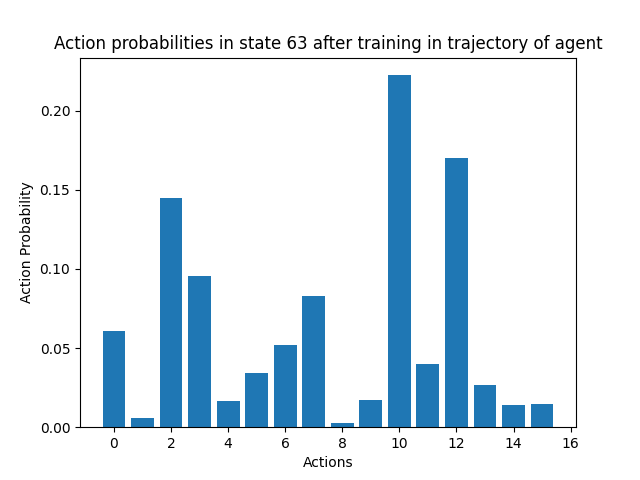 Action probabilities in state 63 after training in trajectory of agent
0.20
0.15
0.10
0.05
0.00
Action Probability
0 2 4 6 8 10 12 14 16
Actions